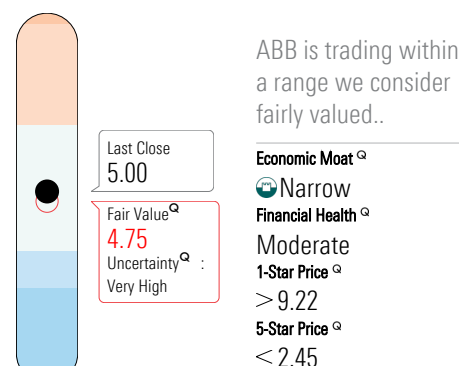 ABB is trading within
a range we consider
fairly valued..
Last Close
5.00
Fair Value Q
4.75
Uncertainty Q :
Very High
Economic Moat Q
Narrow
Financial Health Q
Moderate
1-Star Price Q
>9.22
5-Star Price Q
<2.45